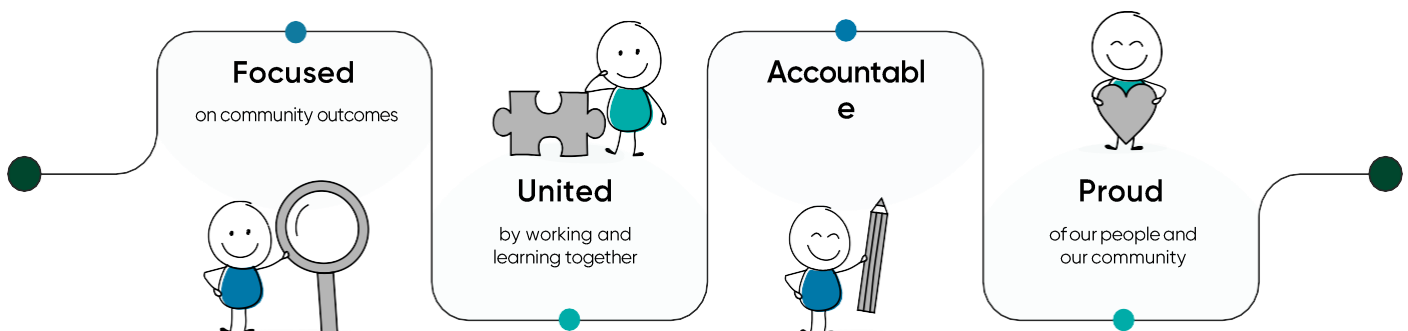 Focused
on community outcomes
United
by working and
learning together
Accountabl
e
Proud
of our people and
our community